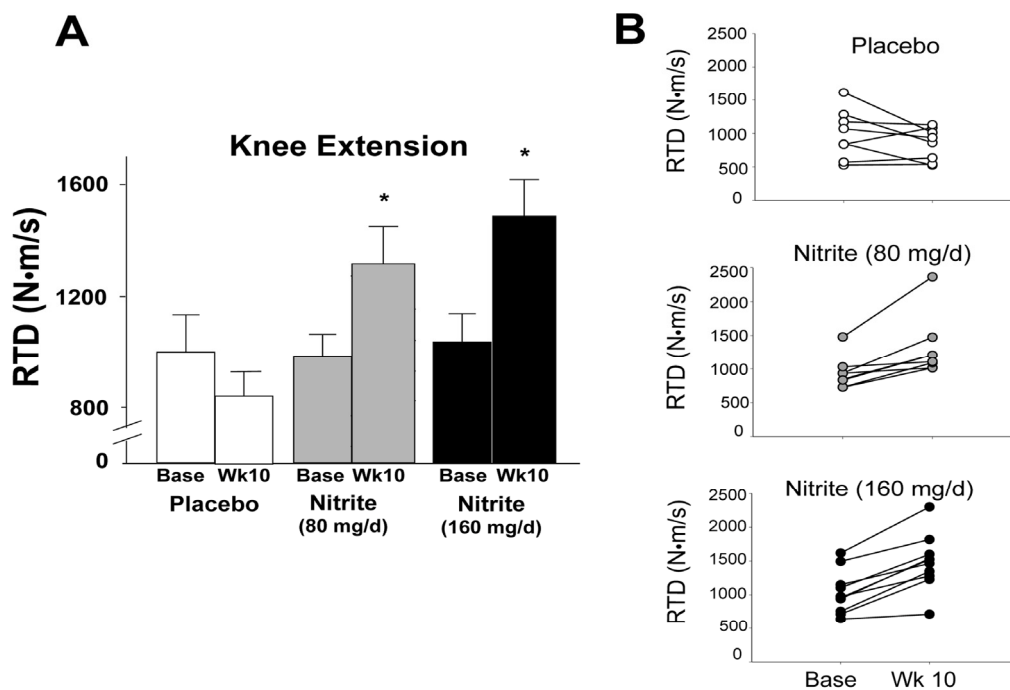 A
Knee Extension
RTD (N•m/s)
1600
1200
800
0
*
*
Base Wk10 Base Wk10 Base Wk10
Placebo Nitrite Nitrite
(80 mg/d) (160 mg/d)
B
Placebo
RTD (N•m/s)
2500
2000
1500
1000
500
0
Nitrite (80 mg/d)
RTD (N•m/s)
2500
2000
1500
1000
500
0
Nitrite (160 mg/d)
RTD (N•m/s)
2500
2000
1500
1000
500
0
Base Wk 10